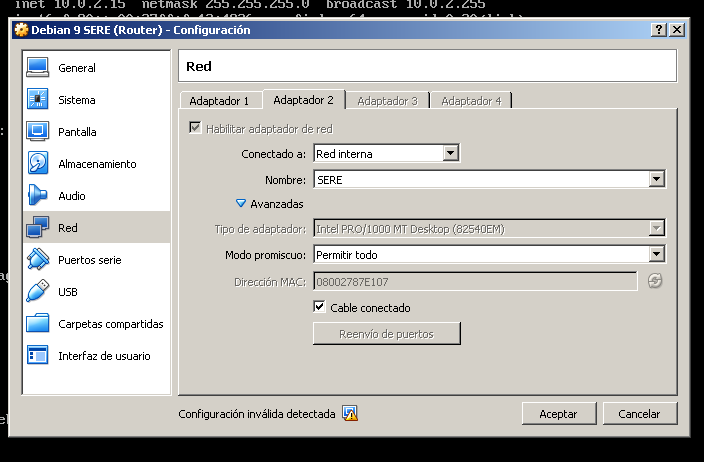 inet 10.0.2.15 netmask 255.255.255.0 broadcast 10.0.2.255
Debian 9 SERE (Router) - Configuración
General
Sistema
Pantalla
Almacenamiento
Audio
Red
Puertos serie
USB
Carpetas compartidas
Interfaz de usuario
Red
Adaptador 1
Adaptador 2
Adaptador 3
Adaptador 4
Habilitar adaptador de red
Conectado a: Red interna
Nombre: SERE
Avanzadas
Tipo de adaptador: Intel PRO/1000 MT Desktop (82540EM)
Modo promiscuo: Permitir todo
Dirección MAC: 08002787E107
Cable conectado
Reenvío de puertos
Configuración inválida detectada
Aceptar
Cancelar